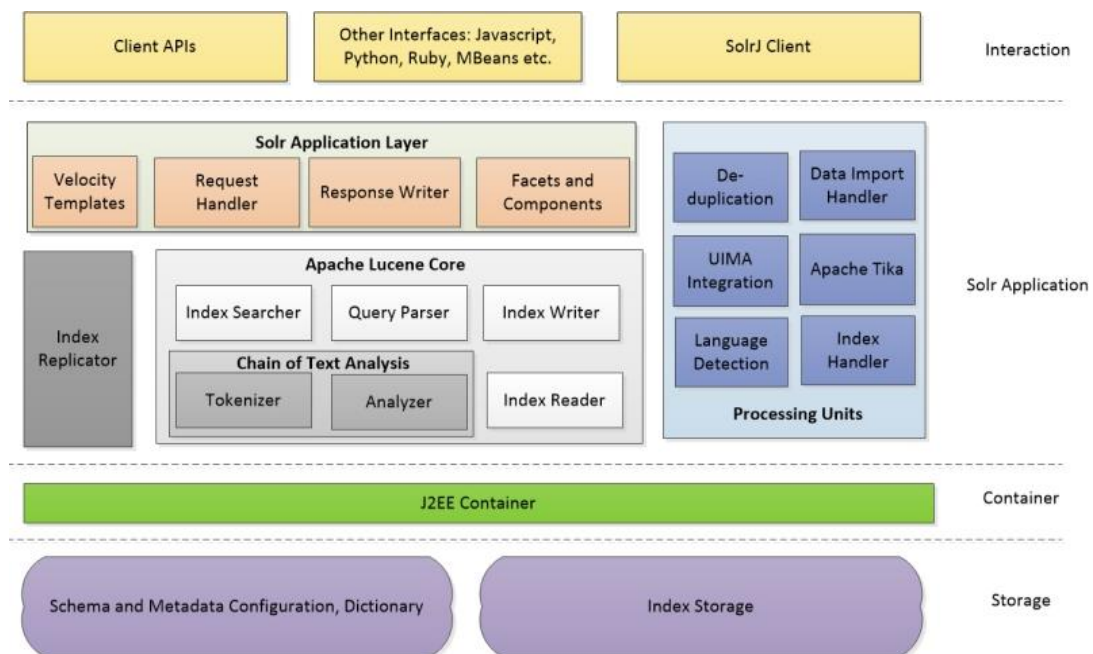 Client APIs
Other Interfaces: Javascript,
Python, Ruby, MBeans etc.
SolrJ Client
Interaction
Solr Application Layer
Velocity
Templates
Request
Handler
Response Writer
Facets and
Components
De-
duplication
Data Import
Handler
UIMA
Integration
Apache Tika
Language
Detection
Index
Handler
Processing Units
Solr Application
Index
Replicator
Apache Lucene Core
Index Searcher
Query Parser
Index Writer
Chain of Text Analysis
Tokenizer
Analyzer
Index Reader
J2EE Container
Container
Schema and Metadata Configuration, Dictionary
Index Storage
Storage